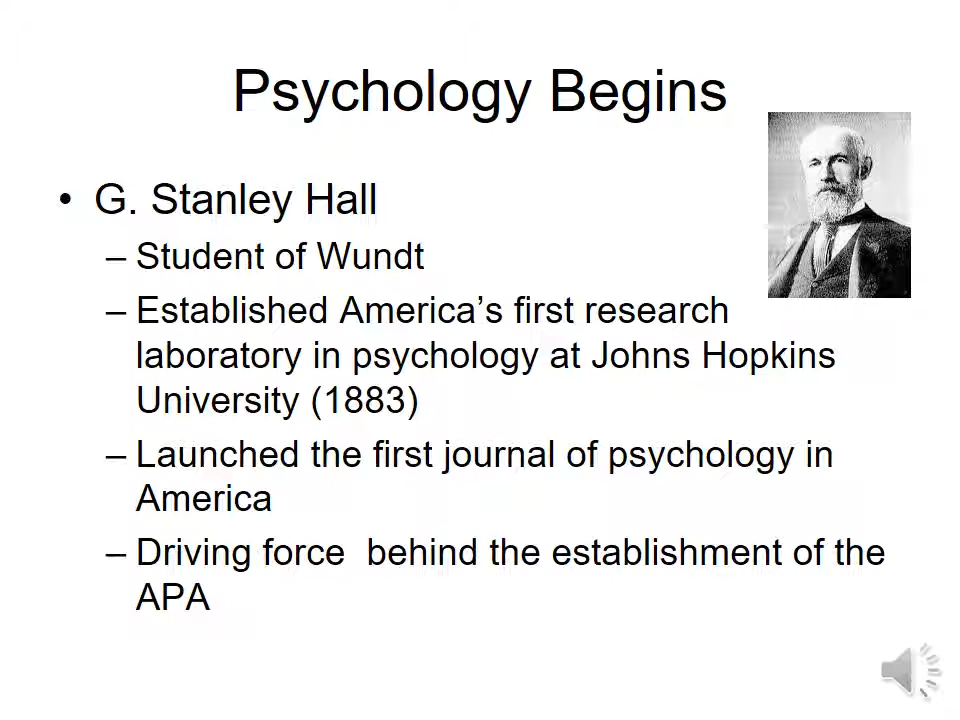 Psychology Begins
• G. Stanley Hall
– Student of Wundt
– Established America’s first research
laboratory in psychology at Johns Hopkins
University (1883)
– Launched the first journal of psychology in
America
– Driving force  behind the establishment of the
APA